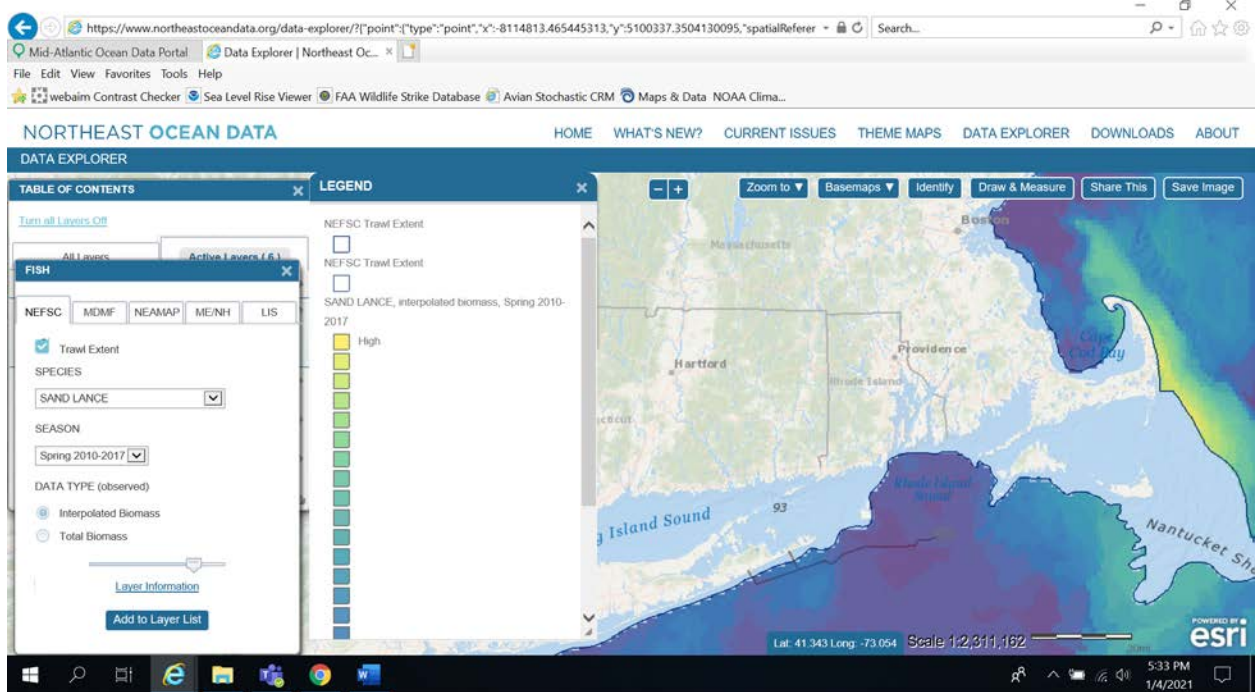 https://www.northeastoceandata.org/data-explorer/?{"point":{"type":"point","x":-8114813.465445313,"y":5100337.3504130095,"spatialReferer
Search...
Mid-Atlantic Ocean Data Portal
Data Explorer | Northeast Oc...
File Edit View Favorites Tools Help
webaim Contrast Checker Sea Level Rise Viewer FAA Wildlife Strike Database Avian Stochastic CRM Maps & Data NOAA Clima...
NORTHEAST OCEAN DATA
HOME WHAT'S NEW? CURRENT ISSUES THEME MAPS DATA EXPLORER DOWNLOADS ABOUT
DATA EXPLORER
TABLE OF CONTENTS
Turn all Layers Off
All Layers
Active Layers ( 6 )
FISH
NEFSC MDMF NEAMAP ME/NH LIS
Trawl Extent
SPECIES
SAND LANCE
SEASON
Spring 2010-2017
DATA TYPE (observed)
Interpolated Biomass
Total Biomass
Layer Information
Add to Layer List
LEGEND
NEFSC Trawl Extent
NEFSC Trawl Extent
SAND LANCE, interpolated biomass, Spring 2010-
2017
High
- +
Zoom to ▼ Basemaps ▼ Identify Draw & Measure Share This Save Image
Boston
Massachusetts
Cape
Cod Bay
Providence
Hartford
Rhode Island
cticut
Rhode Island
Sound
93
Island Sound
Nantucket Sho
Lat: 41.343 Long: -73.054
Scale 1:2,311,162
POWERED BY
esri
5:33 PM
1/4/2021